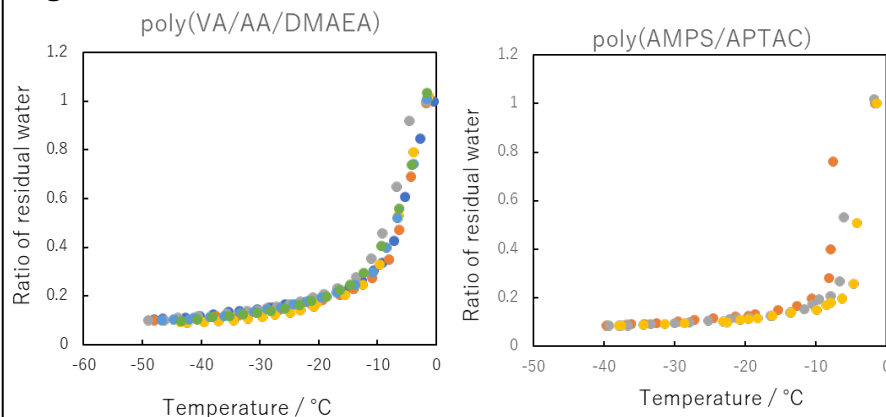 poly(VA/AA/DMAEA)
1.2
1
0.8
0.6
0.4
0.2
0
-60 -50 -40 -30 -20 -10 0
Ratio of residual water
Temperature / °C
poly(AMPS/APTAC)
1.2
1
0.8
0.6
0.4
0.2
0
-50 -40 -30 -20 -10 0
Ratio of residual water
Temperature / °C